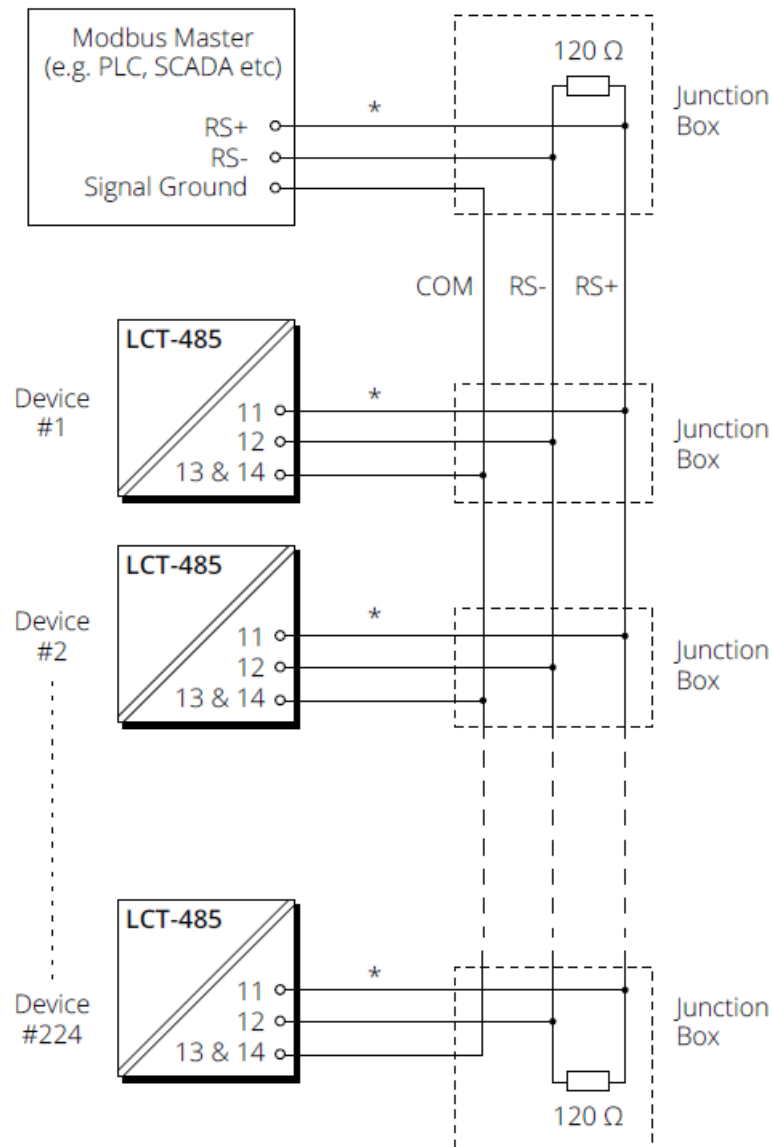 Modbus Master
(e.g. PLC, SCADA etc)
RS+
RS-
Signal Ground
*
120 Ω
Junction
Box
COM
RS-
RS+
LCT-485
Device
#1
11
12
13 & 14
*
Junction
Box
LCT-485
Device
#2
11
12
13 & 14
*
Junction
Box
LCT-485
Device
#224
11
12
13 & 14
*
Junction
Box
120 Ω